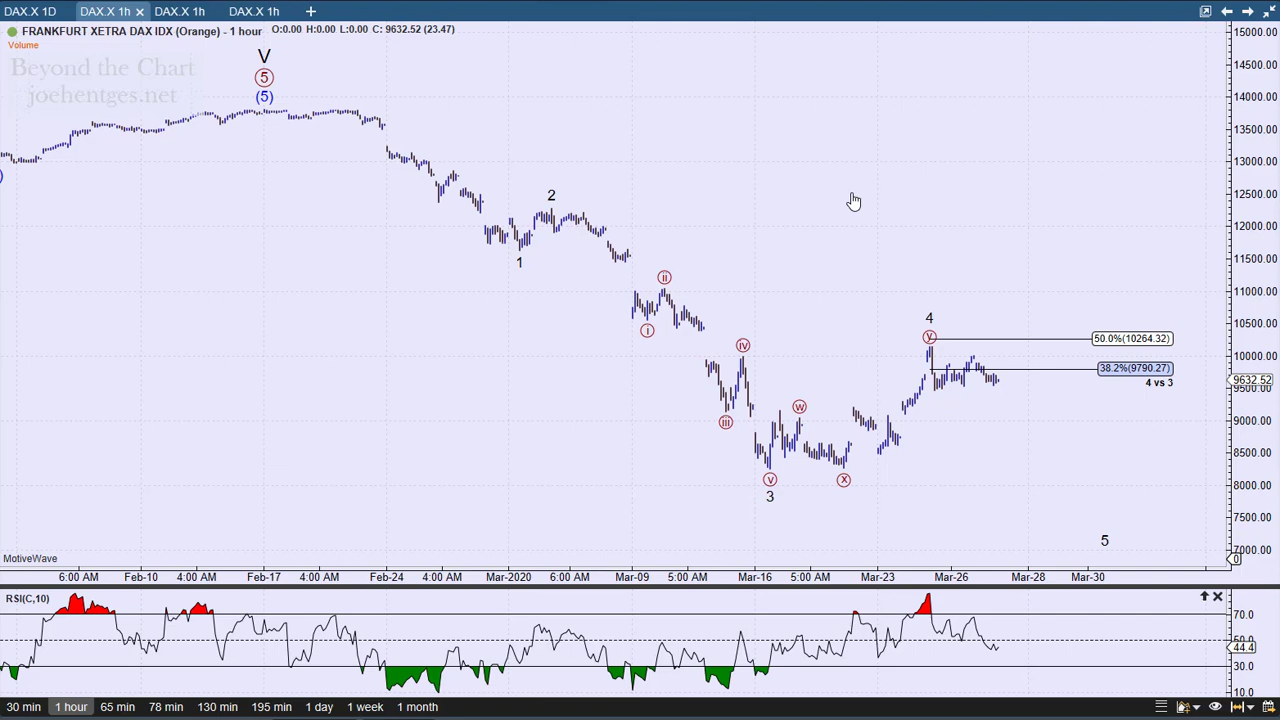 DAX.X 1D DAX.X 1h DAX.X 1h DAX.X 1h
FRANKFURT XETRA DAX IDX (Orange) - 1 hour O:0.00 H:0.00 L:0.00 C: 9632.52 (23.47)
Volume
Beyond the Chart
joehentges.net
V
5
(5)
2
1
ii
i
iv
iii
w
v
3
x
4
y
50.0%(10264.32)
38.2%(9790.27)
4 vs 3
5
15000.00
14500.00
14000.00
13500.00
13000.00
12500.00
12000.00
11500.00
11000.00
10500.00
10000.00
9632.52
9500.00
9000.00
8500.00
8000.00
7500.00
7000.00
0
MotiveWave
6:00 AM Feb-10 4:00 AM Feb-17 4:00 AM Feb-24 4:00 AM Mar-2020 6:00 AM Mar-09 5:00 AM Mar-16 5:00 AM Mar-23 Mar-26 Mar-28 Mar-30
RSI(C,10)
70.0
50.0
44.4
30.0
10.0
30 min 1 hour 65 min 78 min 130 min 195 min 1 day 1 week 1 month